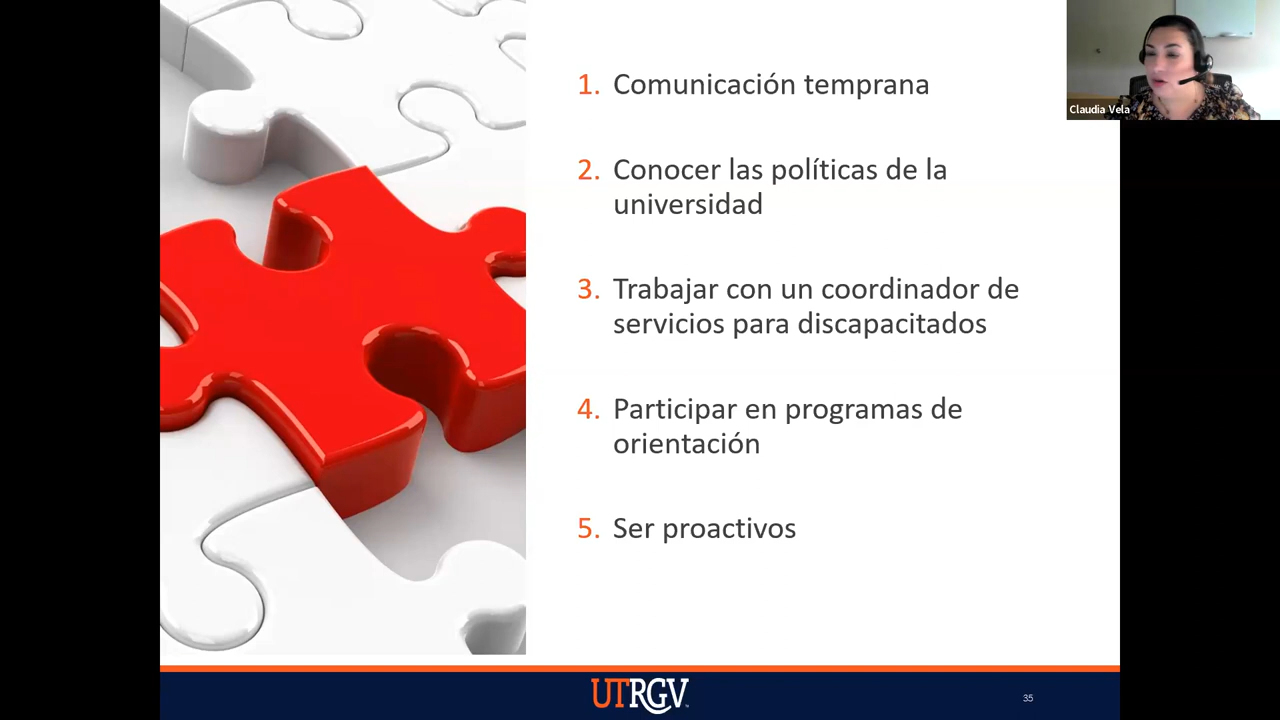 1. Comunicación temprana
2. Conocer las políticas de la
universidad
3. Trabajar con un coordinador de
servicios para discapacitados
4. Participar en programas de
orientación
5. Ser proactivos
Claudia Vela
UTRGV
35